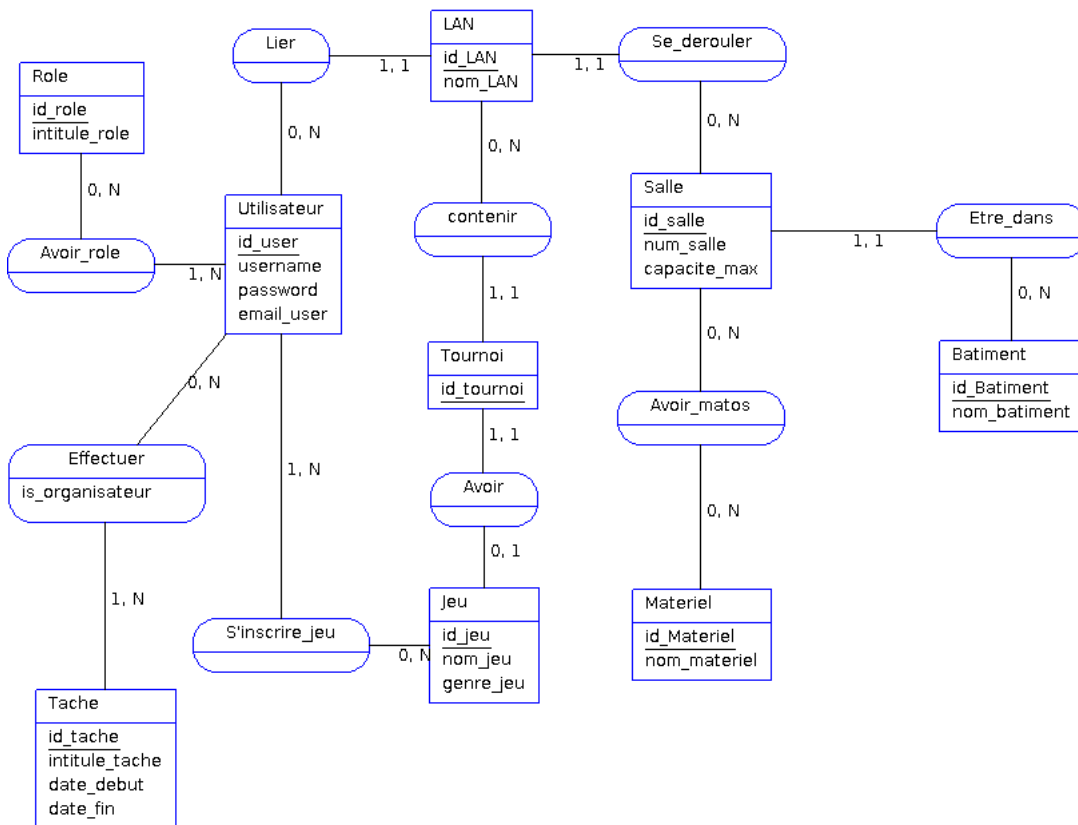 LAN
id_LAN
nom_LAN
Lier
1, 1
1, 1
Se_derouler
Role
id_role
intitule_role
0, N
0, N
0, N
0, N
Utilisateur
id_user
username
password
email_user
contenir
Salle
id_salle
num_salle
capacite_max
Etre_dans
1, 1
Avoir_role
1, N
1, 1
0, N
0, N
0, N
Tournoi
id_tournoi
Batiment
id_Batiment
nom_batiment
Avoir_matos
1, 1
Effectuer
is_organisateur
1, N
Avoir
0, N
0, 1
1, N
Jeu
id_jeu
nom_jeu
genre_jeu
Materiel
id_Materiel
nom_materiel
S'inscrire_jeu
0, N
Tache
id_tache
intitule_tache
date_debut
date_fin